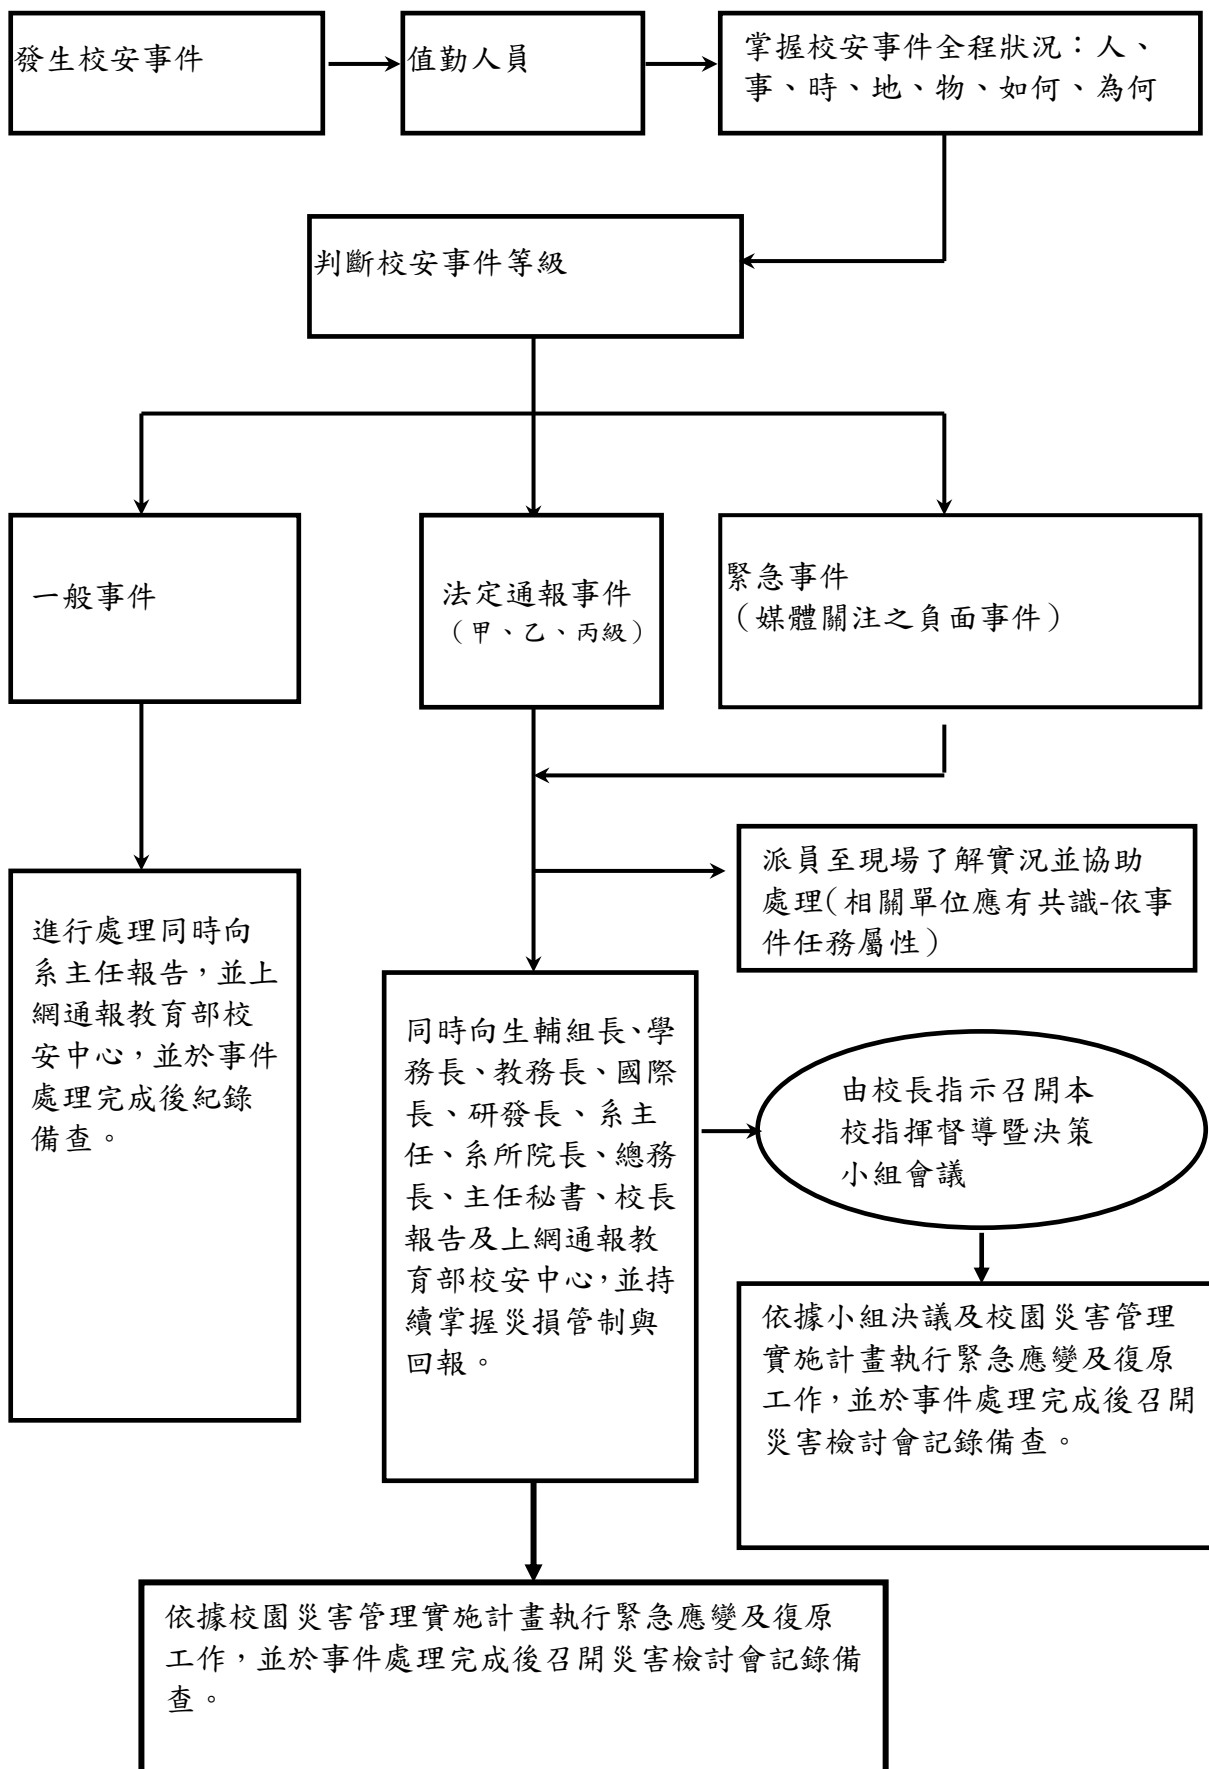 發生校安事件
值勤人員
掌握校安事件全程狀況：人、
事、時、地、物、如何、為何
判斷校安事件等級
一般事件
法定通報事件
（甲、乙、丙級）
緊急事件
（媒體關注之負面事件）
派員至現場了解實況並協助
處理(相關單位應有共識-依事
件任務屬性)
進行處理同時向
系主任報告，並上
網通報教育部校
安中心，並於事件
處理完成後紀錄
備查。
同時向生輔組長、學
務長、教務長、國際
長、研發長、系主
任、系所院長、總務
長、主任秘書、校長
報告及上網通報教
育部校安中心，並持
續掌握災損管制與
回報。
由校長指示召開本
校指揮督導暨決策
小組會議
依據小組決議及校園災害管理
實施計畫執行緊急應變及復原
工作，並於事件處理完成後召開
災害檢討會記錄備查。
依據校園災害管理實施計畫執行緊急應變及復原
工作，並於事件處理完成後召開災害檢討會記錄備
查。